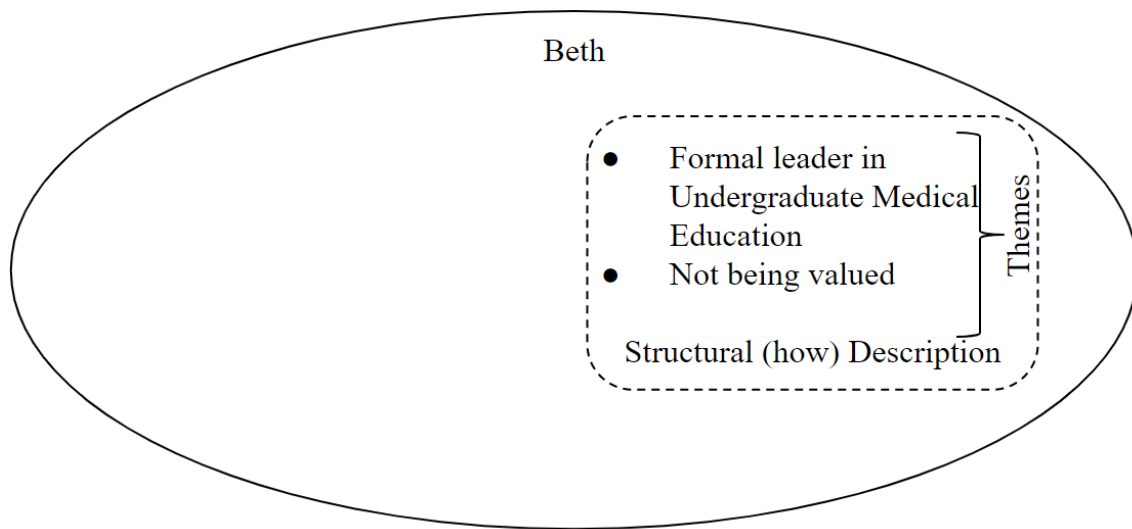 Beth
● Formal leader in
Undergraduate Medical
Education
● Not being valued
Themes
Structural (how) Description